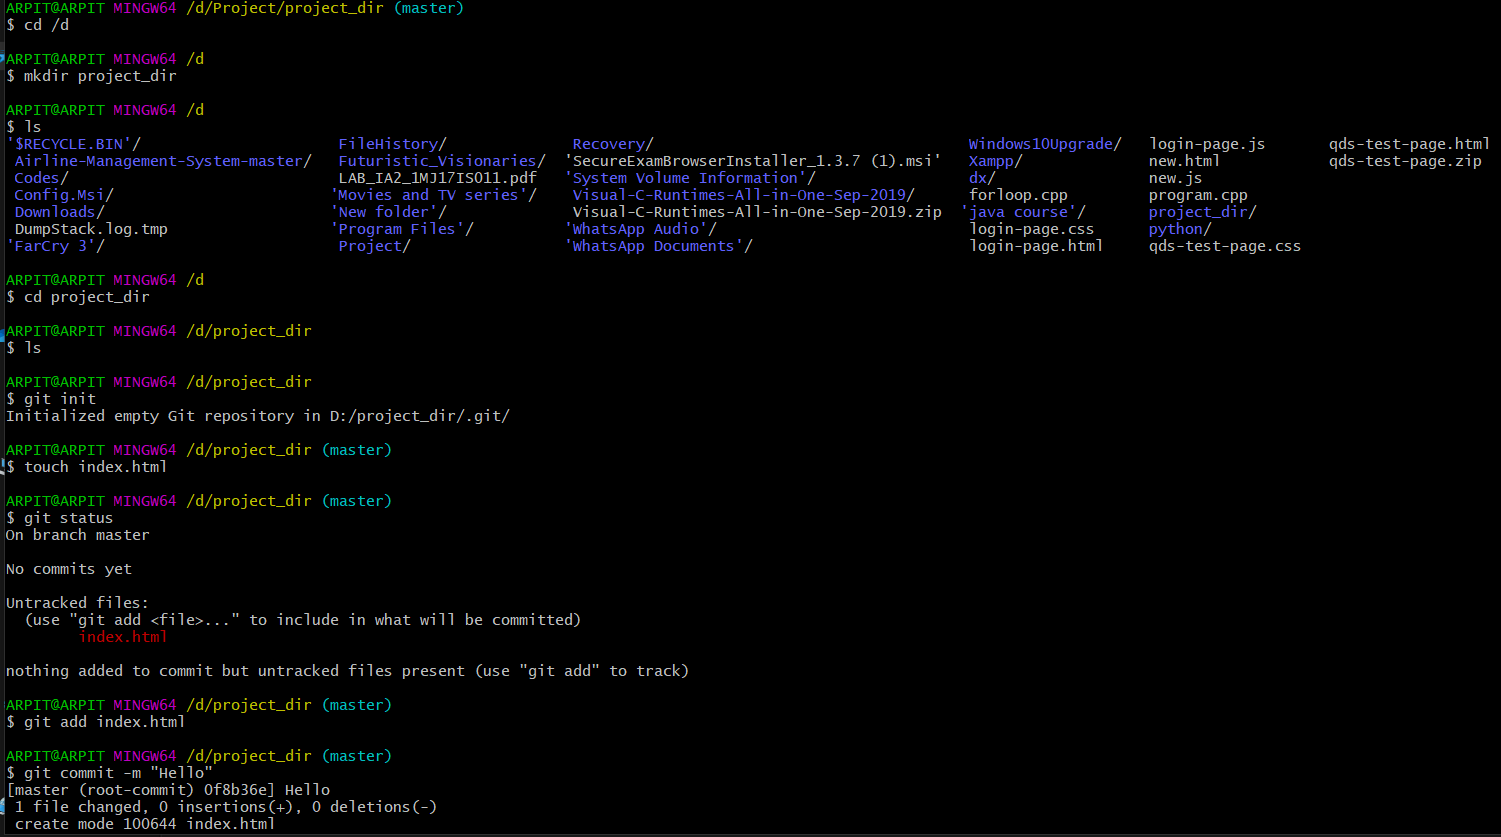 ARPIT@ARPIT MINGW64 /d/Project/project_dir (master)
$ cd /d
ARPIT@ARPIT MINGW64 /d
$ mkdir project_dir
ARPIT@ARPIT MINGW64 /d
$ ls
'$RECYCLE.BIN'/ FileHistory/ Recovery/ Windows10Upgrade/ login-page.js qds-test-page.html
Airline-Management-System-master/ Futuristic_Visionaries/ 'SecureExamBrowserInstaller_1.3.7 (1).msi' Xampp/ new.html qds-test-page.zip
Codes/ LAB_IA2_1MJ17IS011.pdf 'System Volume Information'/ dx/ new.js
Config.Msi/ 'Movies and TV series'/ Visual-C-Runtimes-All-in-One-Sep-2019/ forloop.cpp program.cpp
Downloads/ 'New folder'/ Visual-C-Runtimes-All-in-One-Sep-2019.zip 'java course'/ project_dir/
DumpStack.log.tmp 'Program Files'/ 'WhatsApp Audio'/ login-page.css python/
'FarCry 3'/ Project/ 'WhatsApp Documents'/ login-page.html qds-test-page.css
ARPIT@ARPIT MINGW64 /d
$ cd project_dir
ARPIT@ARPIT MINGW64 /d/project_dir
$ ls
ARPIT@ARPIT MINGW64 /d/project_dir
$ git init
Initialized empty Git repository in D:/project_dir/.git/
ARPIT@ARPIT MINGW64 /d/project_dir (master)
$ touch index.html
ARPIT@ARPIT MINGW64 /d/project_dir (master)
$ git status
On branch master
No commits yet
Untracked files:
(use "git add <file>..." to include in what will be committed)
index.html
nothing added to commit but untracked files present (use "git add" to track)
ARPIT@ARPIT MINGW64 /d/project_dir (master)
$ git add index.html
ARPIT@ARPIT MINGW64 /d/project_dir (master)
$ git commit -m "Hello"
[master (root-commit) 0f8b36e] Hello
1 file changed, 0 insertions(+), 0 deletions(-)
create mode 100644 index.html